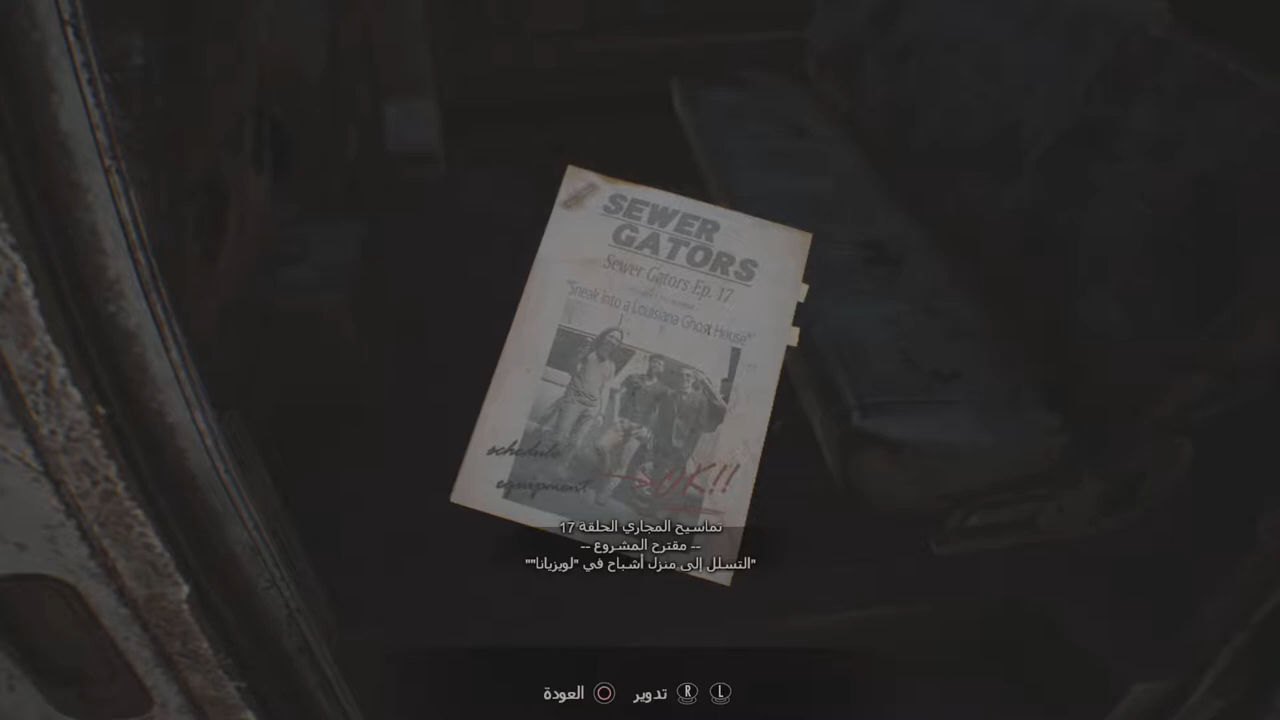 SEWER
GATORS
Sewer Gators Ep. 17
"Sneak into a Louisiana Ghost House"
schedule
equipment
OK!!
تماسيح المجاري الحلقة 17
-- مقترح المشروع --
"التسلل إلى منزل أشباح في "لويزيانا""
العودة
تدوير R L